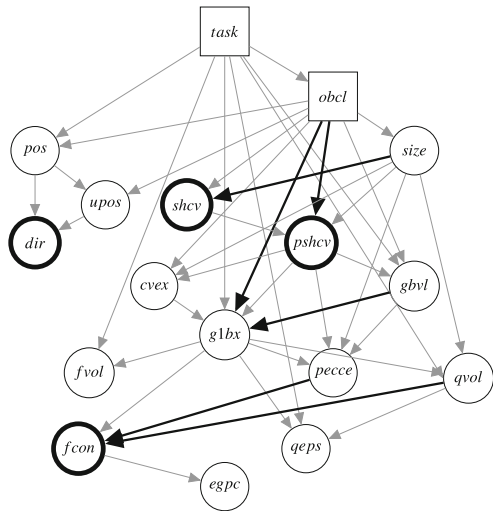 task
obcl
pos
size
upos
shcv
dir
pshcv
cvex
gbvl
g1bx
fvol
pecce
qvol
fcon
qeps
egpc